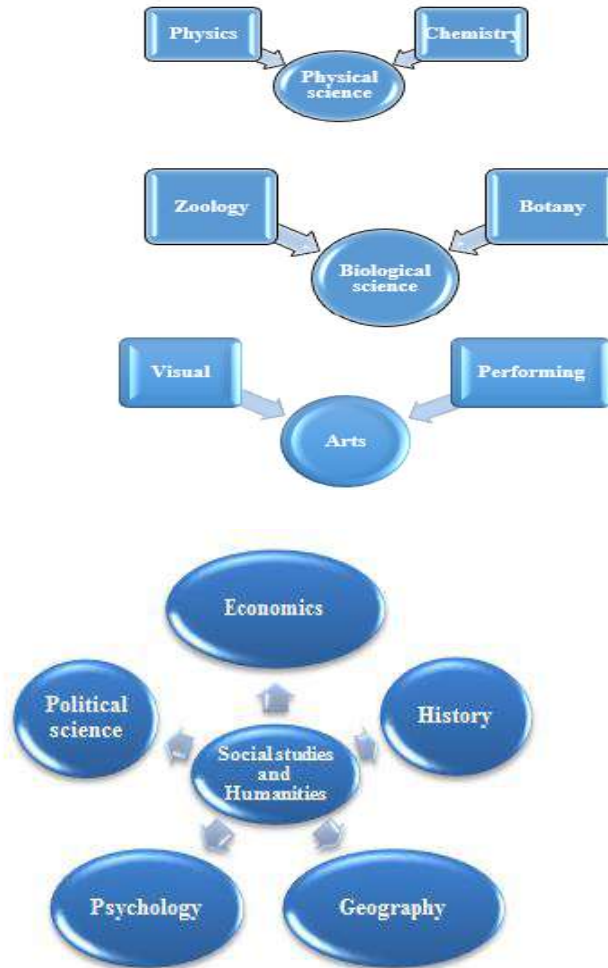 Physics
Chemistry
Physical
science
Zoology
Botany
Biological
science
Visual
Performing
Arts
Economics
Political
science
History
Social studies
and
Humanities
Psychology
Geography